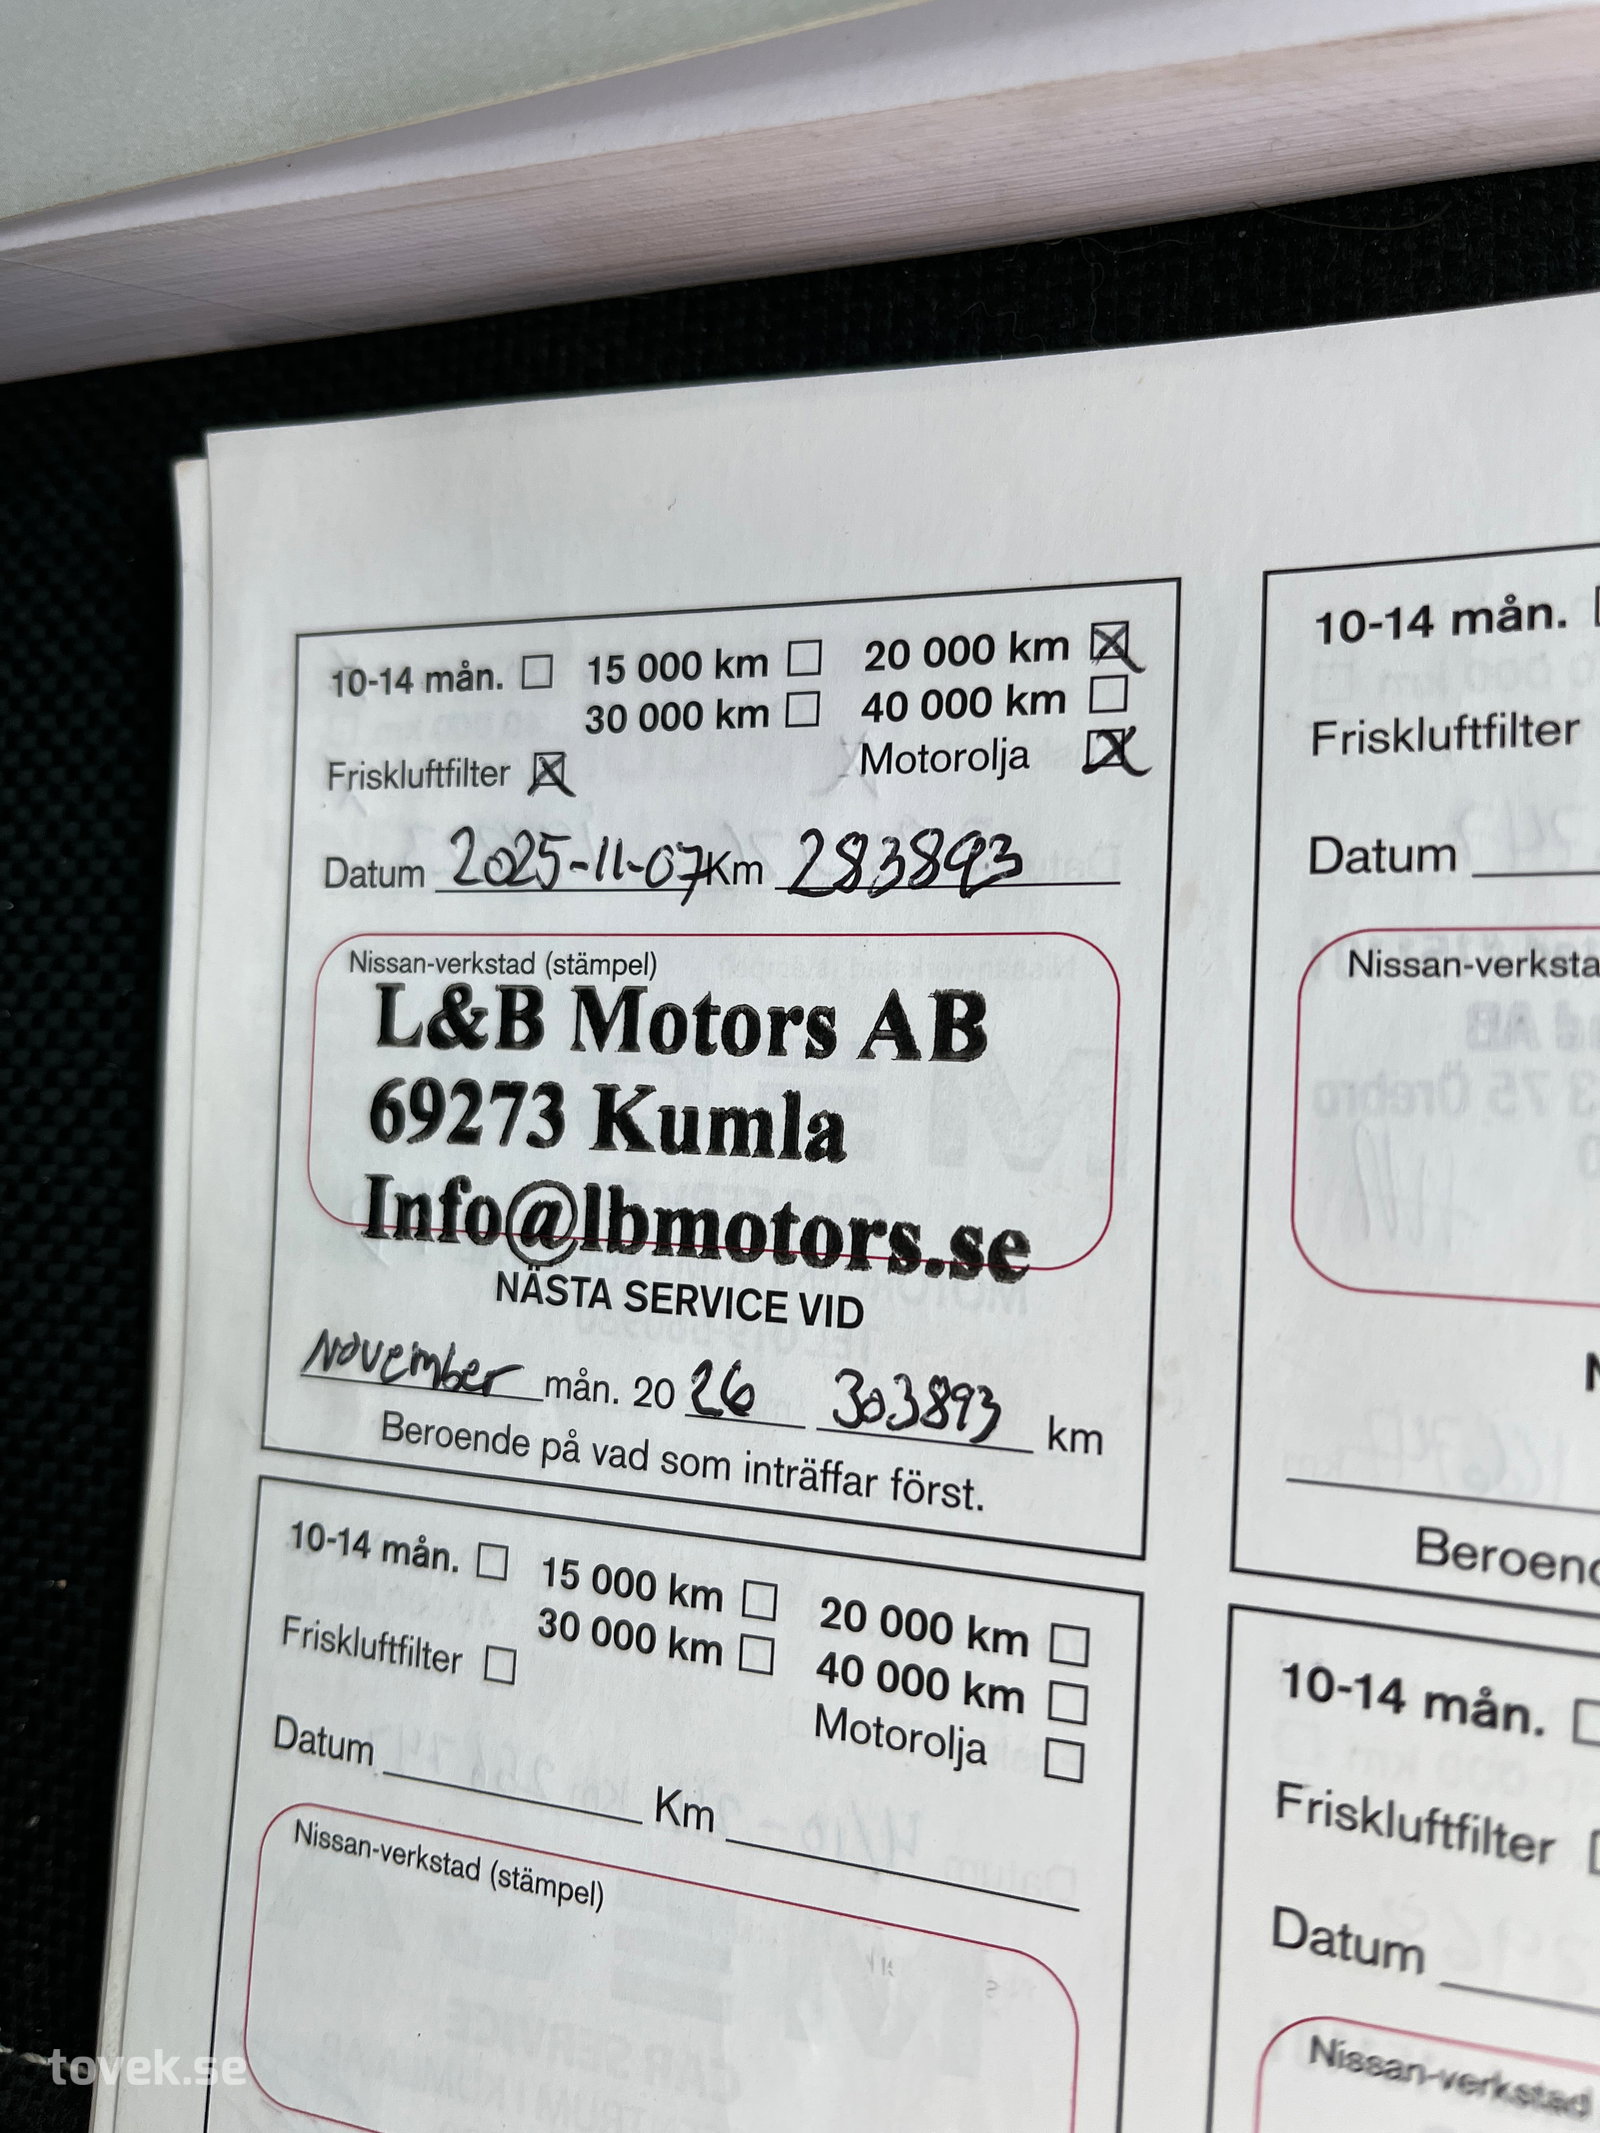 10-14 mån. 15 000 km 20 000 km
30 000 km 40 000 km
Friskluftfilter Motorolja
Datum 2025-11-07 Km 283893
Nissan-verkstad (stämpel)
L&B Motors AB
69273 Kumla
Info@lbmotors.se
NÄSTA SERVICE VID
November mån. 20 26 303893 km
Beroende på vad som inträffar först.
10-14 mån. 15 000 km 20 000 km
30 000 km 40 000 km
Friskluftfilter Motorolja
Datum Km
Nissan-verkstad (stämpel)
10-14 mån.
Friskluftfilter
Datum
Nissan-verksta
Beroend
10-14 mån.
Friskluftfilter
Datum
Nissan-verkstad
tovek.se